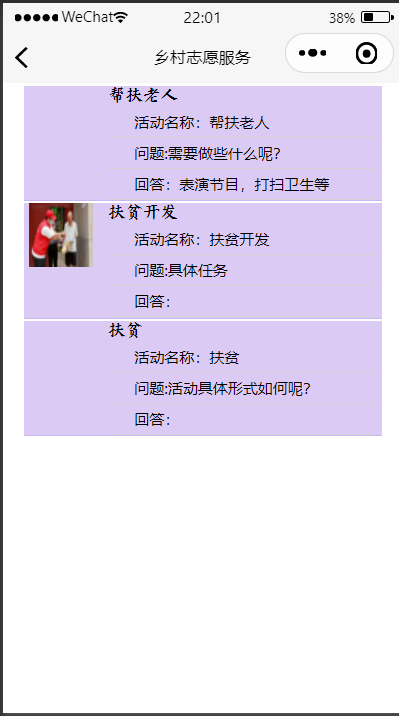 WeChat 22:01 38%
乡村志愿服务
帮扶老人
活动名称：帮扶老人
问题:需要做些什么呢?
回答：表演节目，打扫卫生等
扶贫开发
活动名称：扶贫开发
问题:具体任务
回答：
扶贫
活动名称：扶贫
问题:活动具体形式如何呢?
回答：